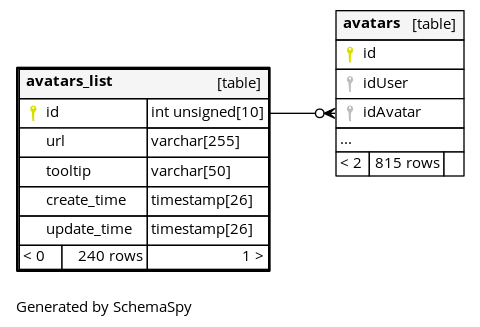 avatars [table]
id
idUser
idAvatar
...
< 2 815 rows
avatars_list [table]
id int unsigned[10]
url varchar[255]
tooltip varchar[50]
create_time timestamp[26]
update_time timestamp[26]
< 0 240 rows 1 >
Generated by SchemaSpy